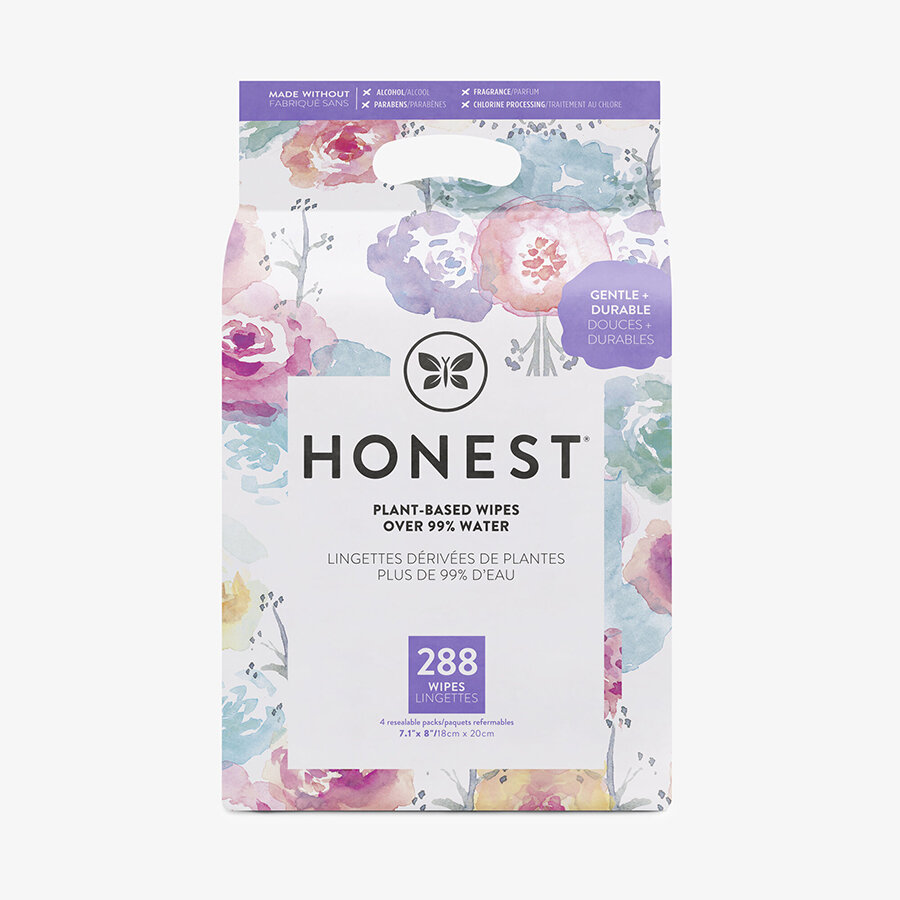 MADE WITHOUT
FABRIQUÉ SANS
✗ ALCOHOL/ALCOOL
✗ PARABENS/PARABÈNES
✗ FRAGRANCE/PARFUM
✗ CHLORINE PROCESSING/TRAITEMENT AU CHLORE
GENTLE +
DURABLE
DOUCES +
DURABLES
HONEST®
PLANT-BASED WIPES
OVER 99% WATER
LINGETTES DÉRIVÉES DE PLANTES
PLUS DE 99% D'EAU
288
WIPES
LINGETTES
4 resealable packs/paquets refermables
7.1"x 8"/18cm x 20cm